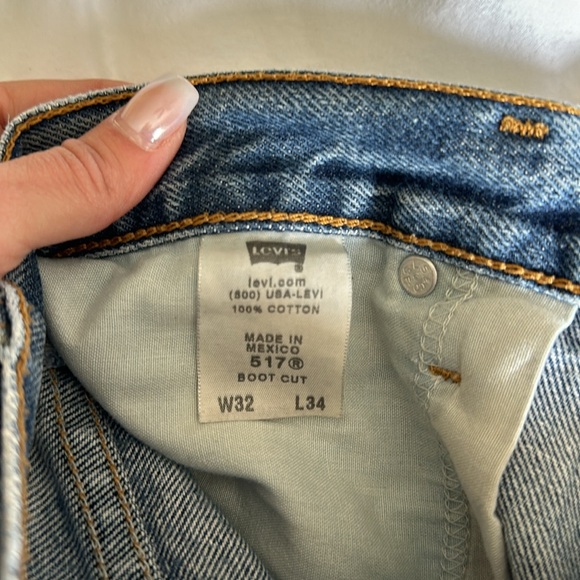 Levi's
levi.com
(800) USA-LEVI
100% COTTON
MADE IN
MEXICO
517®
BOOT CUT
W32 L34